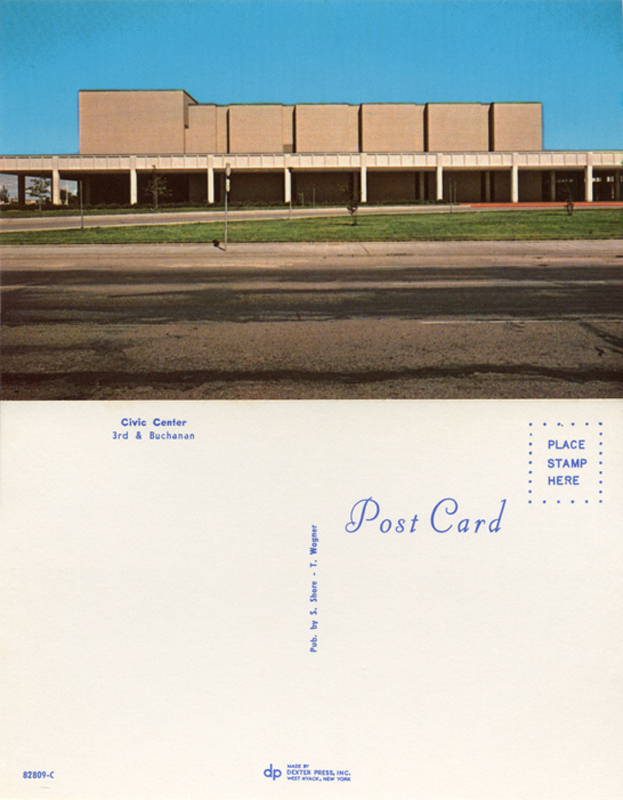 Civic Center
3rd & Buchanan
PLACE
STAMP
HERE
Post Card
Pub. by S. Shore - T. Wagner
82809-C
dp
MADE BY
DEXTER PRESS, INC.
WEST NYACK, NEW YORK